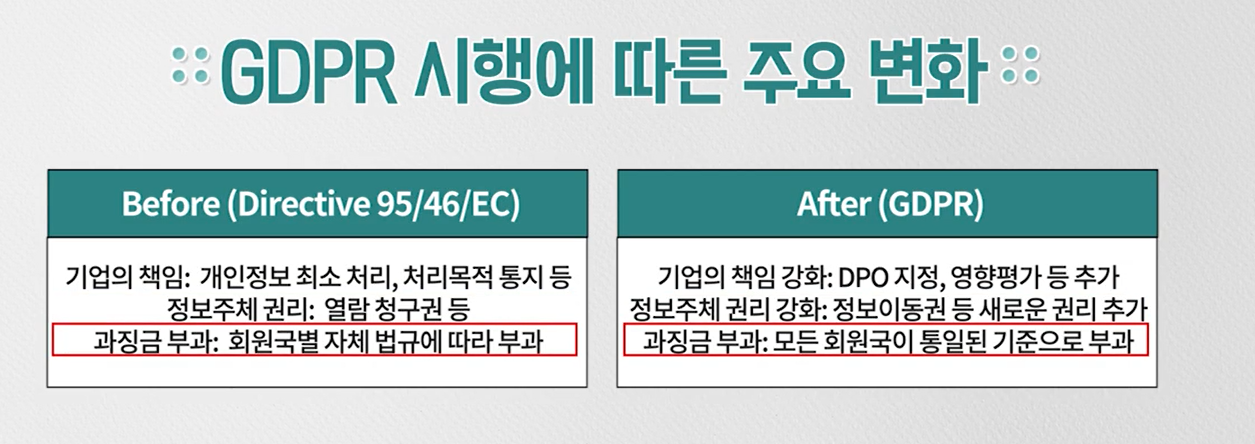 GDPR 시행에 따른 주요 변화
Before (Directive 95/46/EC)
기업의 책임: 개인정보 최소 처리, 처리목적 통지 등
정보주체 권리: 열람 청구권 등
과징금 부과: 회원국별 자체 법규에 따라 부과
After (GDPR)
기업의 책임 강화: DPO 지정, 영향평가 등 추가
정보주체 권리 강화: 정보이동권 등 새로운 권리 추가
과징금 부과: 모든 회원국이 통일된 기준으로 부과